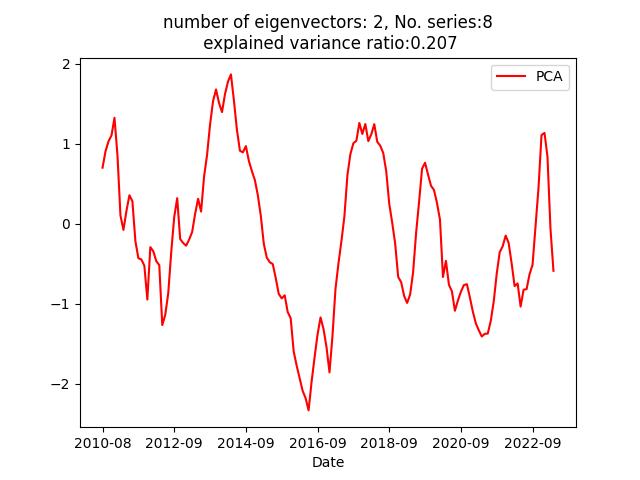 number of eigenvectors: 2, No. series:8
explained variance ratio:0.207
PCA
2
1
0
−1
−2
2010-08 2012-09 2014-09 2016-09 2018-09 2020-09 2022-09
Date